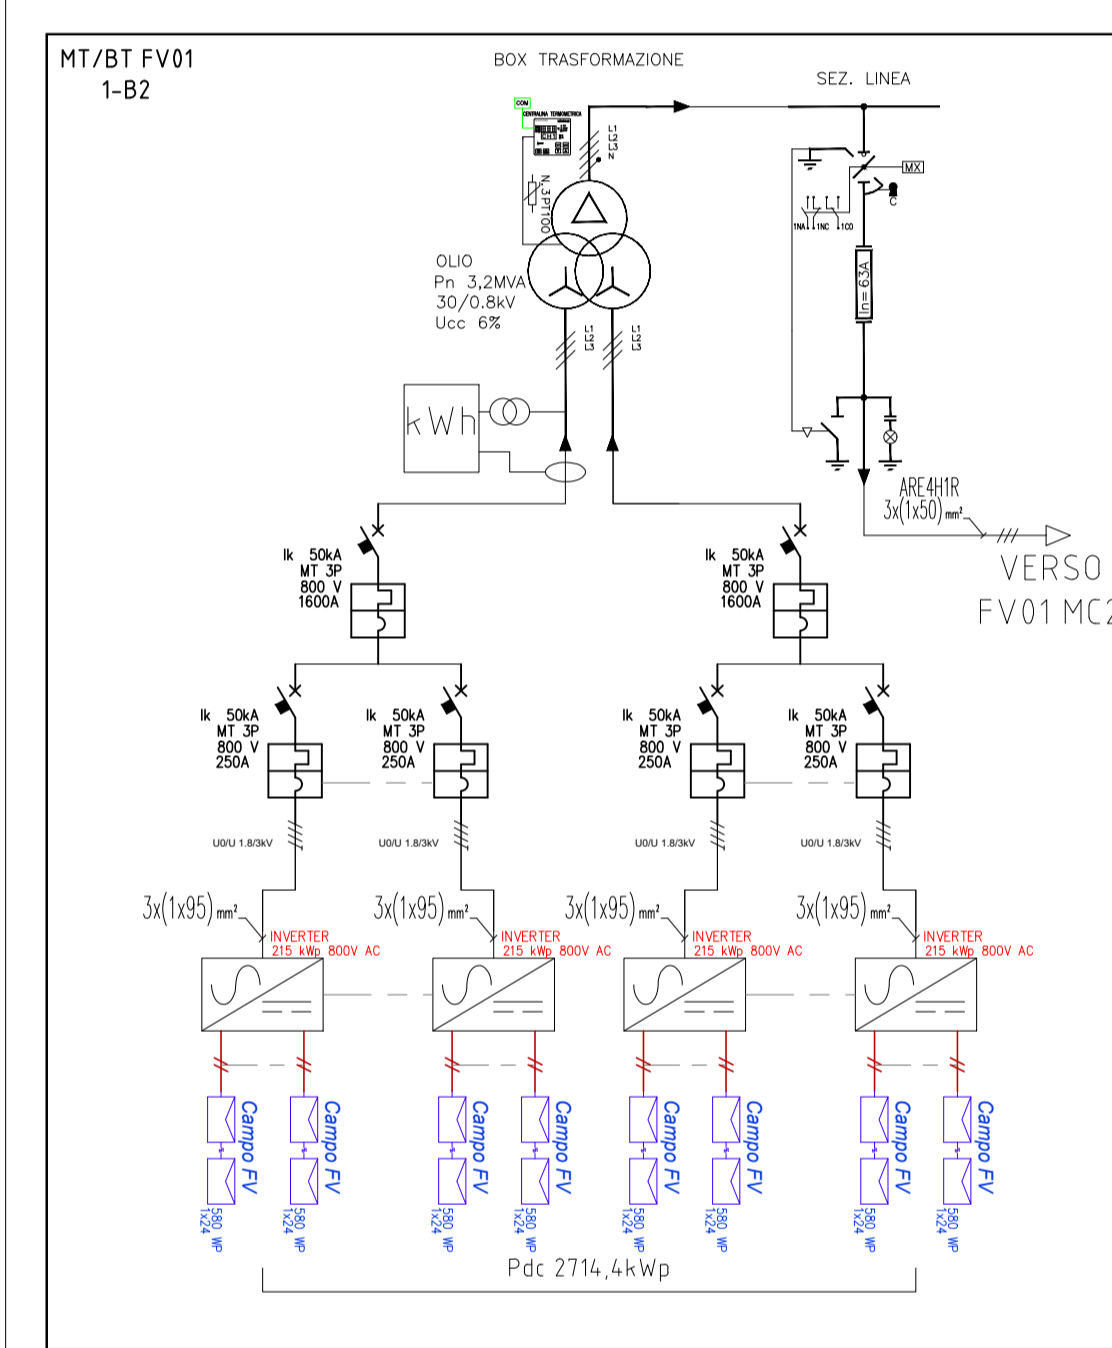 MT/BT FV01
1-B2
BOX TRASFORMAZIONE
SEZ. LINEA
COM
CENTRALINA TERMOMETRICA
CH1
L1
L2
L3
N
N.3PT100
MX
C
1NA
1NC
1CO
In=63A
OLIO
Pn 3,2MVA
30/0.8kV
Ucc 6%
L1
L2
L3
L1
L2
L3
kWh
ARE4H1R
3x(1x50)mm²
VERSO
FV01 MC2
Ik 50kA
MT 3P
800 V
1600A
Ik 50kA
MT 3P
800 V
1600A
Ik 50kA
MT 3P
800 V
250A
Ik 50kA
MT 3P
800 V
250A
Ik 50kA
MT 3P
800 V
250A
Ik 50kA
MT 3P
800 V
250A
U0/U 1.8/3kV
U0/U 1.8/3kV
U0/U 1.8/3kV
U0/U 1.8/3kV
3x(1x95)mm²
3x(1x95)mm²
3x(1x95)mm²
3x(1x95)mm²
INVERTER
215 kWp 800V AC
INVERTER
215 kWp 800V AC
INVERTER
215 kWp 800V AC
INVERTER
215 kWp 800V AC
Campo FV
Campo FV
Campo FV
Campo FV
Campo FV
Campo FV
Campo FV
Campo FV
580 WP
1x24
580 WP
1x24
580 WP
1x24
580 WP
1x24
580 WP
1x24
580 WP
1x24
580 WP
1x24
580 WP
1x24
Pdc 2714,4kWp